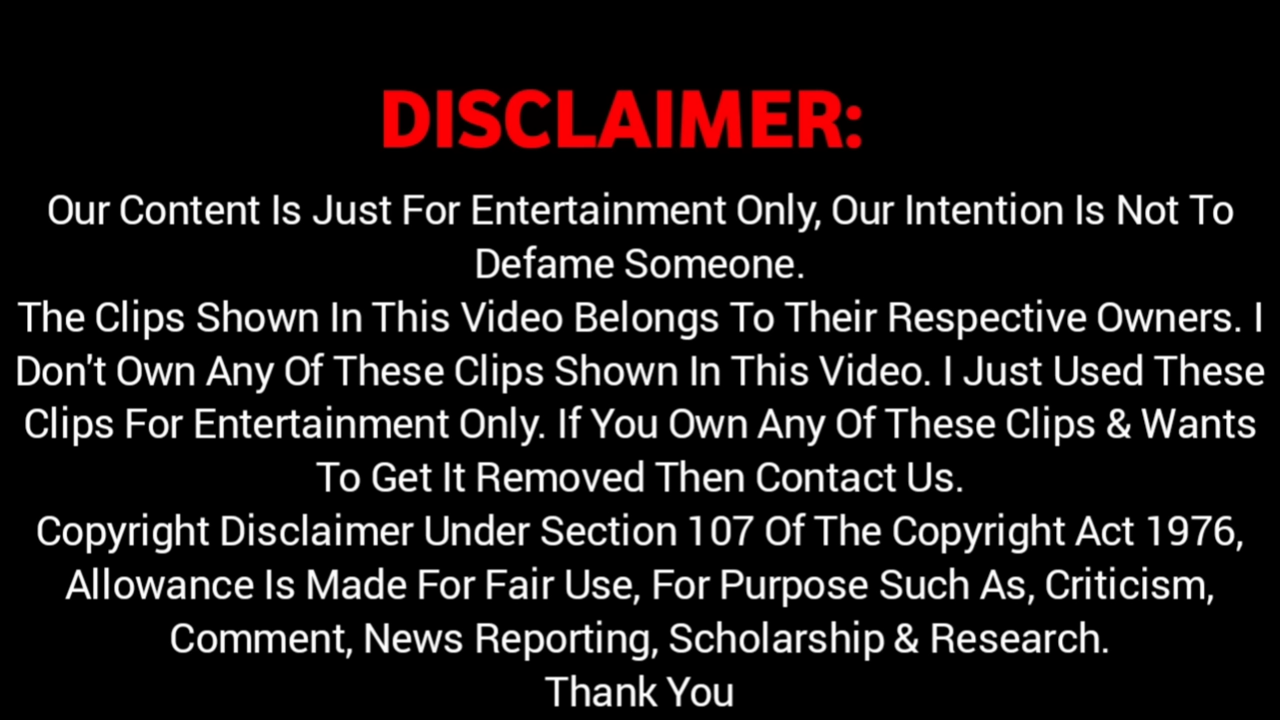 DISCLAIMER:
Our Content Is Just For Entertainment Only, Our Intention Is Not To
Defame Someone.
The Clips Shown In This Video Belongs To Their Respective Owners. I
Don't Own Any Of These Clips Shown In This Video. I Just Used These
Clips For Entertainment Only. If You Own Any Of These Clips & Wants
To Get It Removed Then Contact Us.
Copyright Disclaimer Under Section 107 Of The Copyright Act 1976,
Allowance Is Made For Fair Use, For Purpose Such As, Criticism,
Comment, News Reporting, Scholarship & Research.
Thank You